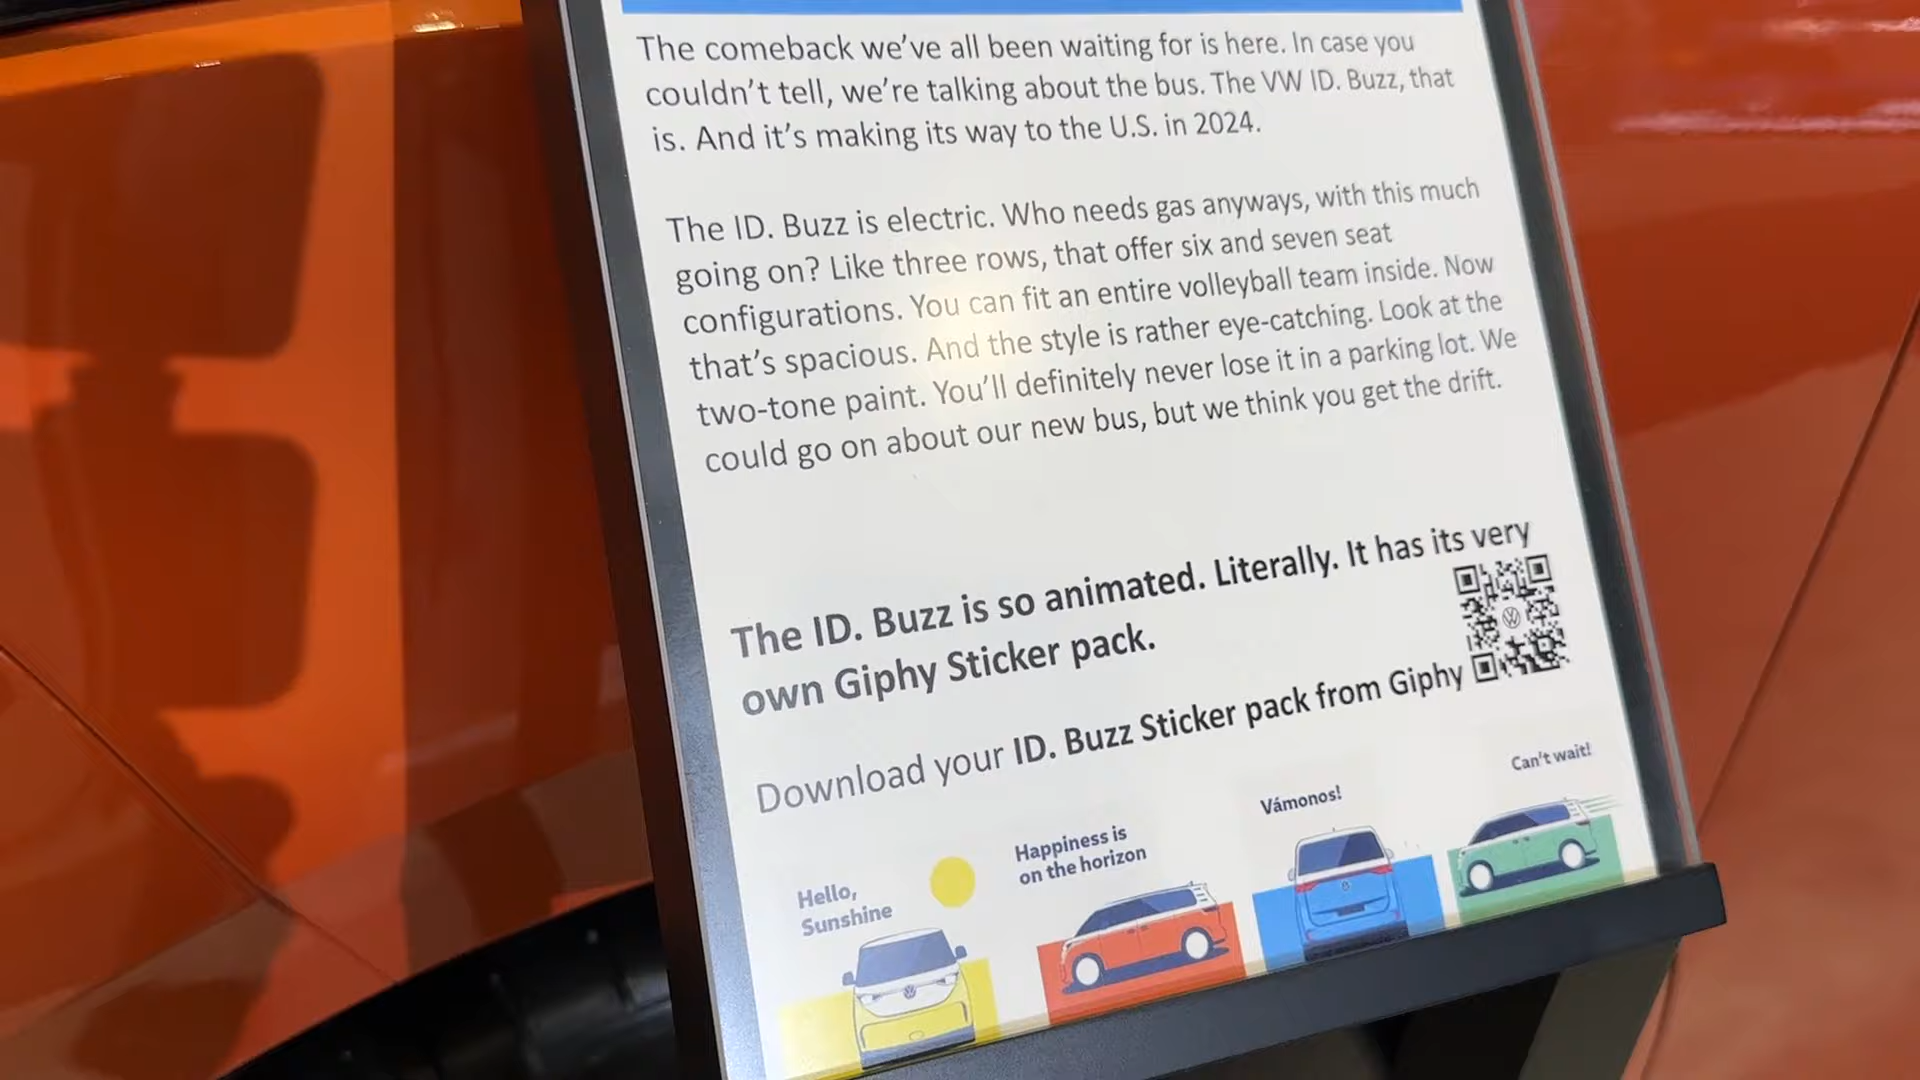 The comeback we've all been waiting for is here. In case you
couldn't tell, we're talking about the bus. The VW ID. Buzz, that
is. And it's making its way to the U.S. in 2024.
The ID. Buzz is electric. Who needs gas anyways, with this much
going on? Like three rows, that offer six and seven seat
configurations. You can fit an entire volleyball team inside. Now
that's spacious. And the style is rather eye-catching. Look at the
two-tone paint. You'll definitely never lose it in a parking lot. We
could go on about our new bus, but we think you get the drift.
The ID. Buzz is so animated. Literally. It has its very
own Giphy Sticker pack.
Download your ID. Buzz Sticker pack from Giphy
Hello,
Sunshine
Happiness is
on the horizon
Vámonos!
Can't wait!